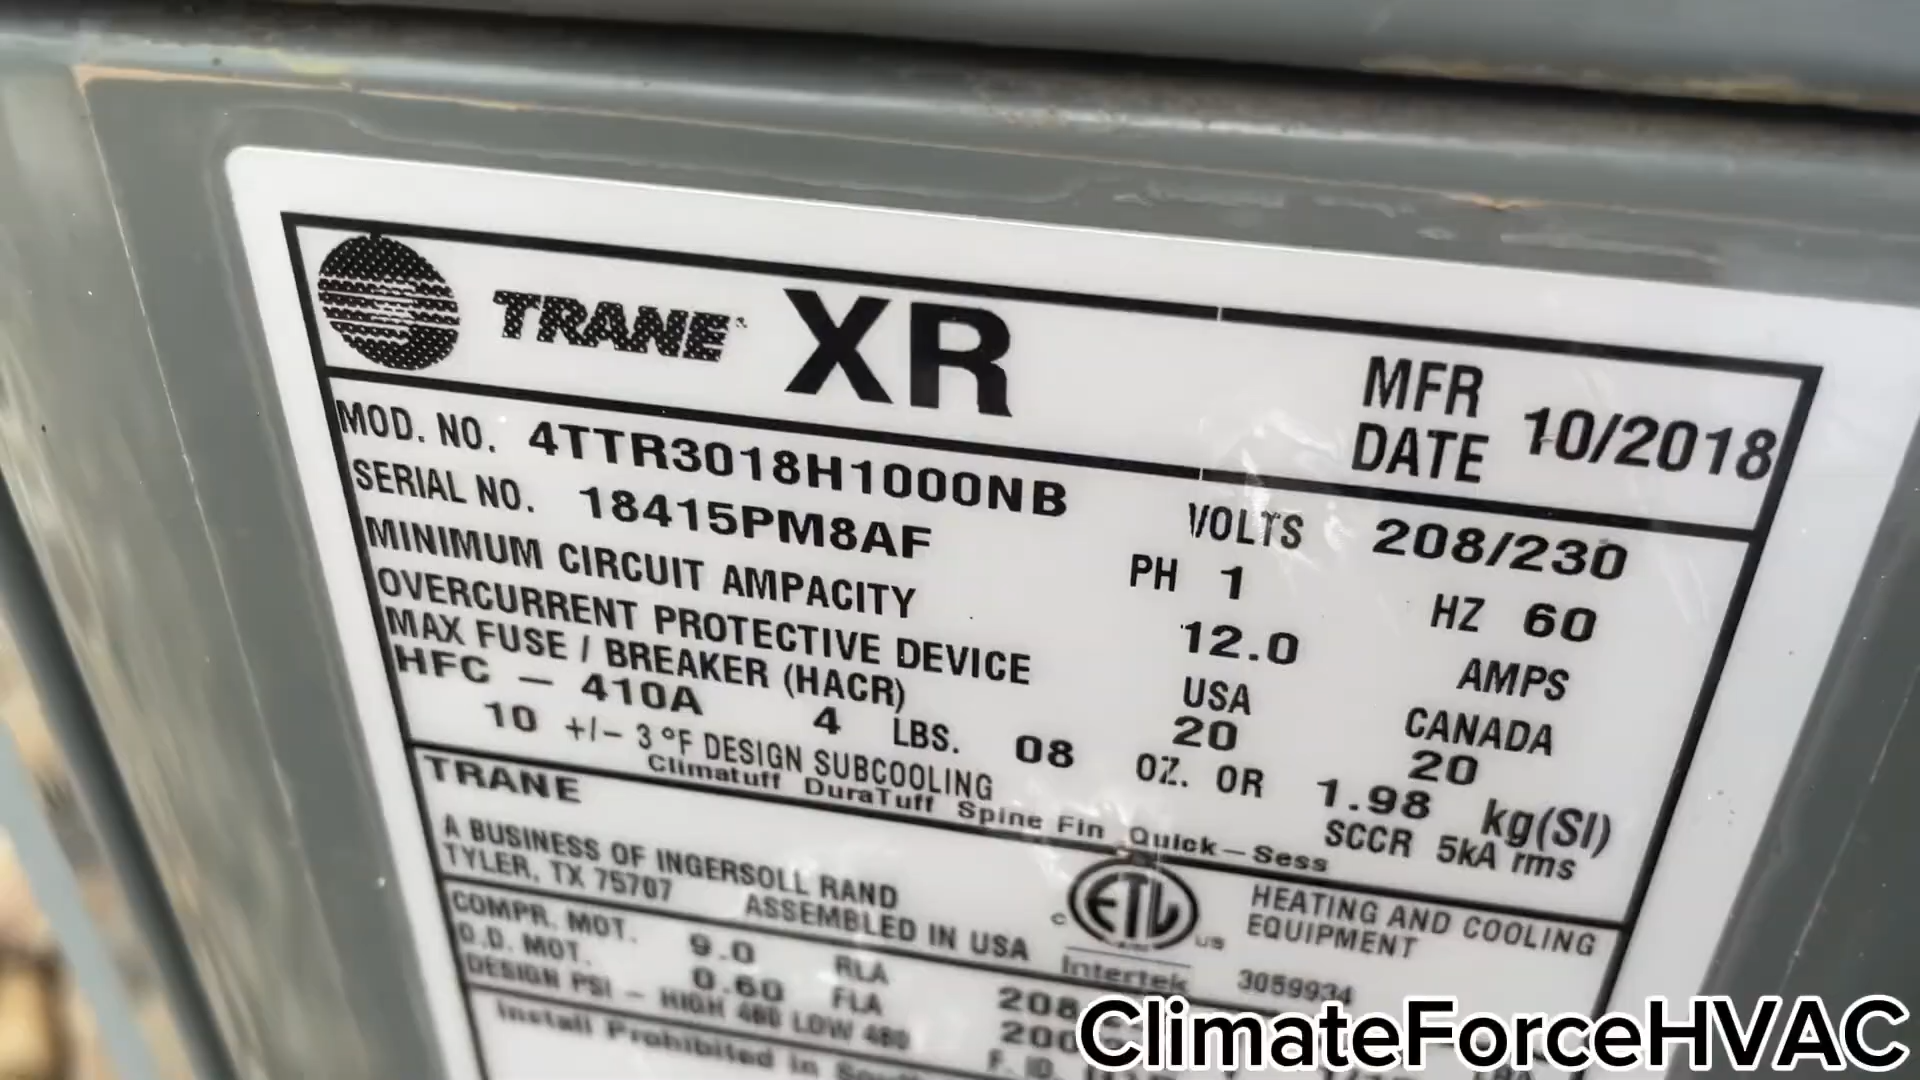 TRANE XR
MFR DATE 10/2018
MOD. NO. 4TTR3018H1000NB
SERIAL NO. 18415PM8AF
VOLTS 208/230
PH 1 HZ 60
MINIMUM CIRCUIT AMPACITY 12.0 AMPS
OVERCURRENT PROTECTIVE DEVICE USA CANADA
MAX FUSE / BREAKER (HACR) 20 20
HFC - 410A 4 LBS. 08 OZ. OR 1.98 kg(SI)
10 +/- 3 °F DESIGN SUBCOOLING SCCR 5kA rms
Climatuff DuraTuff Spine Fin Quick-Sess
TRANE
A BUSINESS OF INGERSOLL RAND
TYLER, TX 75707 ASSEMBLED IN USA
C ETL US
Intertek
HEATING AND COOLING
EQUIPMENT
3059934
COMPR. MOT. 9.0 RLA 208
O.D. MOT. 0.60 FLA 200
DESIGN PSI - HIGH 480 LOW 480 F. ID.
Install Prohibited in
ClimateForceHVAC